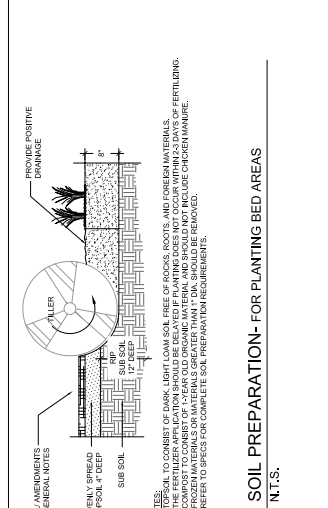 PROVIDE POSITIVE
DRAINAGE
8"
TILLER
RIP
SUB SOIL
12" DEEP
AMENDMENTS
GENERAL NOTES
EVENLY SPREAD
TOPSOIL 4" DEEP
SUB SOIL
TES:
TOPSOIL TO CONSIST OF DARK, LIGHT LOAM SOIL FREE OF ROCKS, ROOTS, AND FOREIGN MATERIALS.
THE FERTILIZER APPLICATION SHOULD BE DELAYED IF PLANTING DOES NOT OCCUR WITHIN 2-3 DAYS OF FERTILIZING.
COMPOST TO CONSIST OF 1-YEAR OLD ORGANIC MATERIAL AND SHOULD NOT INCLUDE CHICKEN MANURE.
FROZEN MATERIALS OR MATERIALS GREATER THAN 1" DIA. SHOULD BE REMOVED.
REFER TO SPECS FOR COMPLETE SOIL PREPARATION REQUIREMENTS.
SOIL PREPARATION- FOR PLANTING BED AREAS
N.T.S.